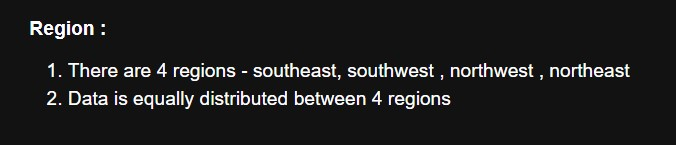 Region :
1. There are 4 regions - southeast, southwest , northwest , northeast
2. Data is equally distributed between 4 regions